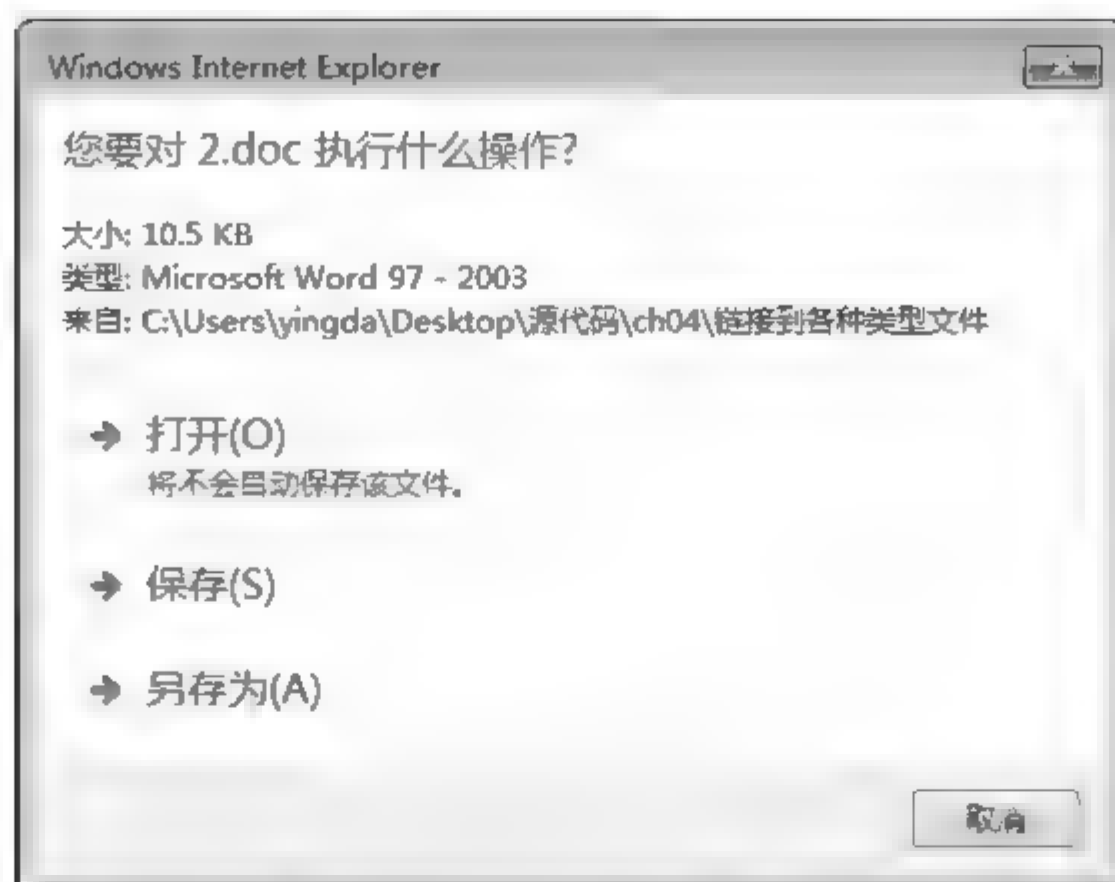 Windows Internet Explorer
您要对 2.doc 执行什么操作?
大小: 10.5 KB
类型: Microsoft Word 97 - 2003
来自: C:\Users\yingda\Desktop\源代码\ch04\链接到各种类型文件
打开(O)
将不会自动保存该文件。
保存(S)
另存为(A)
取消